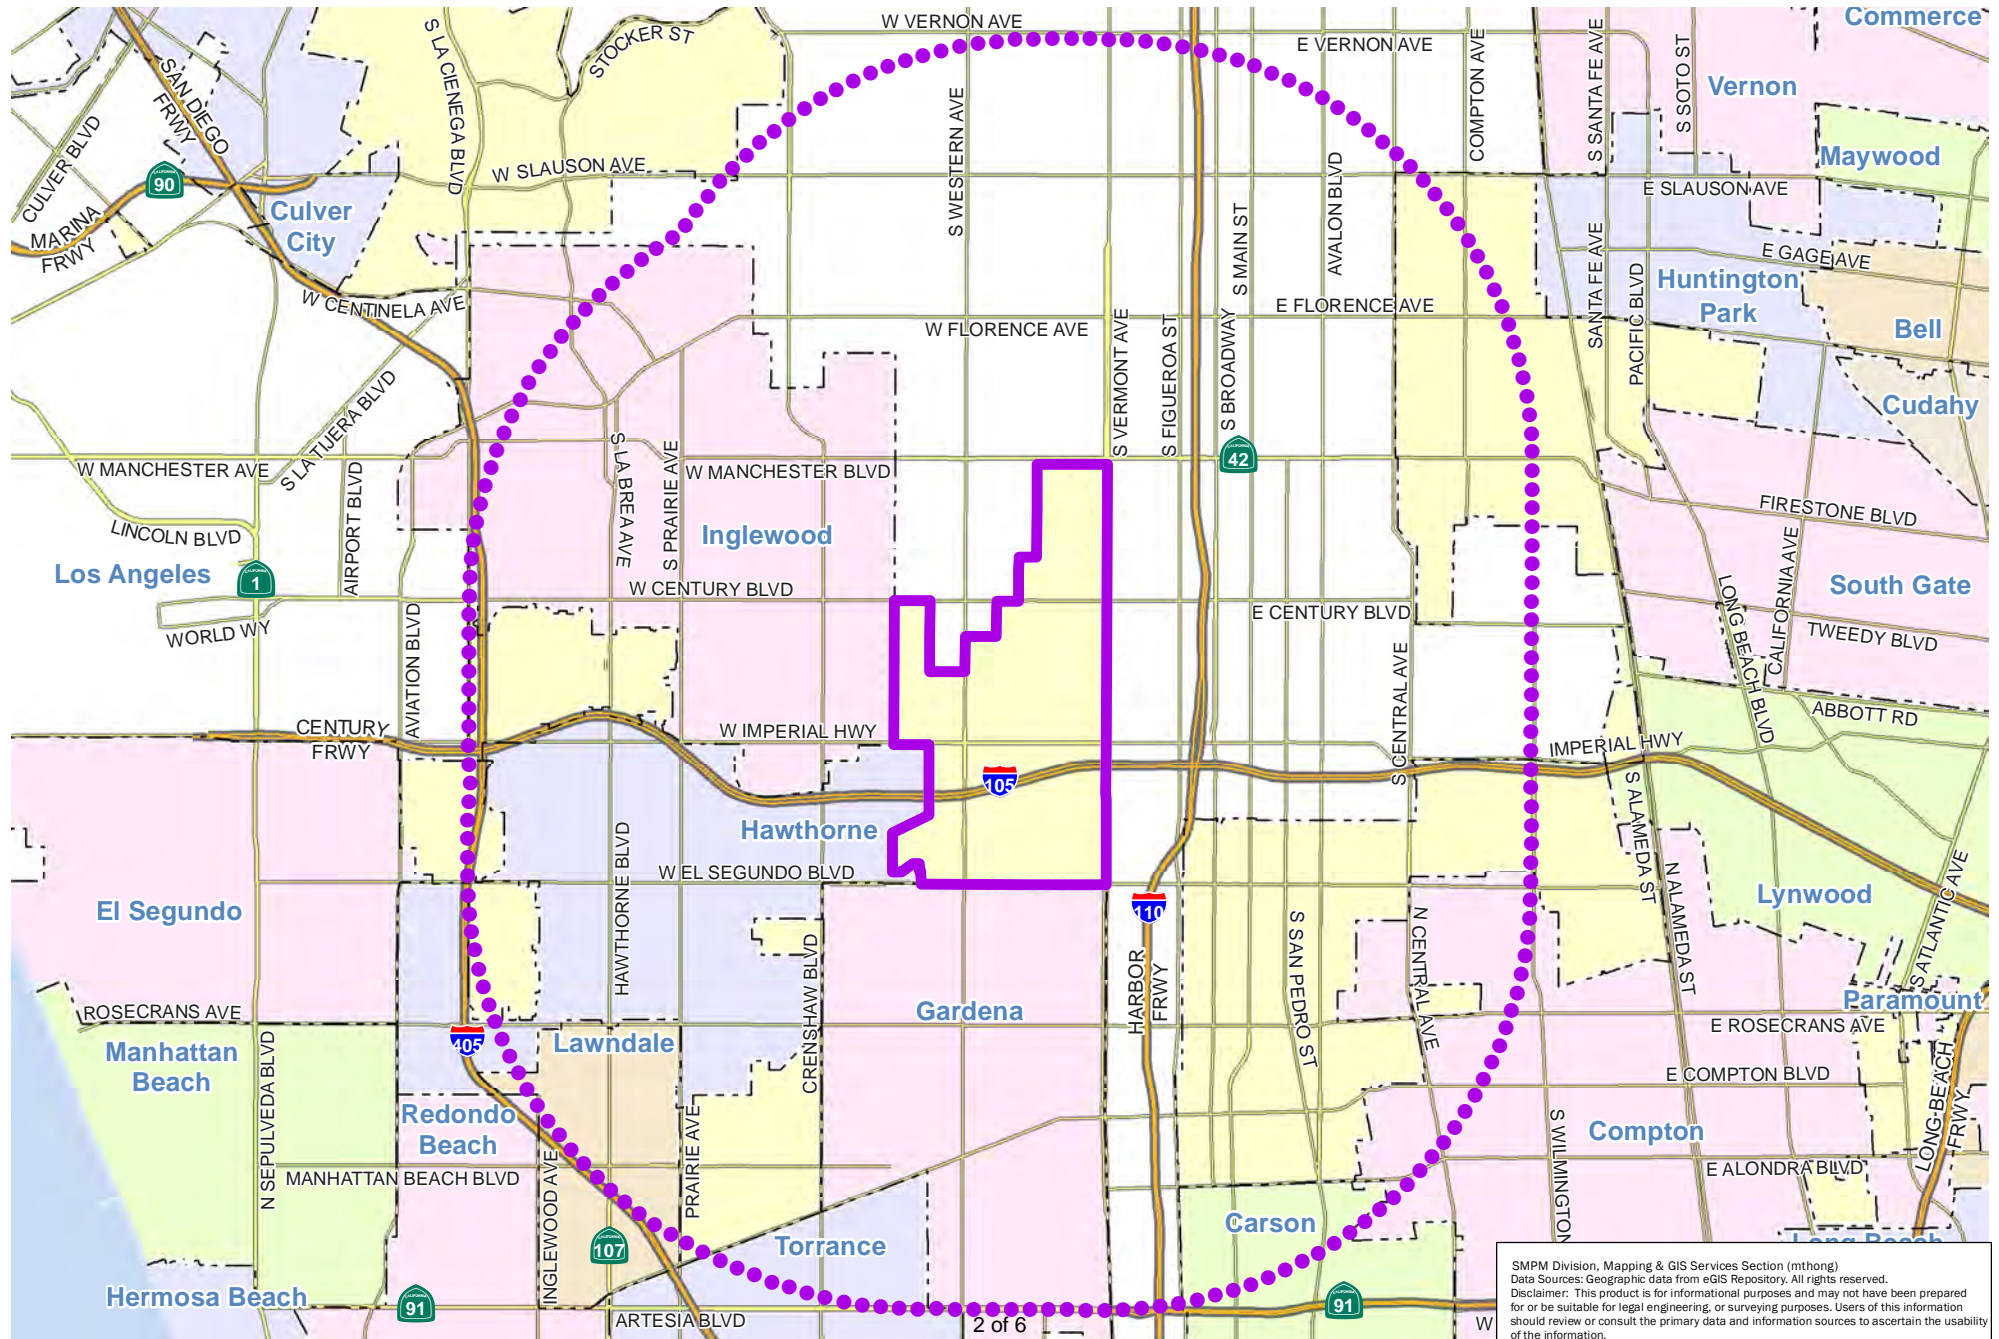 Commerce
W VERNON AVE
E VERNON AVE
STOCKER ST
S LA CIENEGA BLVD
SAN DIEGO
FRWY
COMPTON AVE
S SANTA FE AVE
S SOTO ST
Vernon
CULVER BLVD
S WESTERN AVE
Maywood
W SLAUSON AVE
E SLAUSON AVE
CALIFORNIA
90
AVALON BLVD
S MAIN ST
Culver
City
MARINA
FRWY
SANTA FE AVE
E GAGE AVE
PACIFIC BLVD
Huntington
Park
W CENTINELA AVE
E FLORENCE AVE
W FLORENCE AVE
Bell
S VERMONT AVE
S FIGUEROA ST
S BROADWAY
Cudahy
S LA TIJERA BLVD
W MANCHESTER AVE
W MANCHESTER BLVD
CALIFORNIA
42
S LA BREA AVE
S PRAIRIE AVE
AIRPORT BLVD
LINCOLN BLVD
Inglewood
FIRESTONE BLVD
Los Angeles
CALIFORNIA
1
W CENTURY BLVD
E CENTURY BLVD
South Gate
CALIFORNIA AVE
LONG BEACH BLVD
WORLD WY
TWEEDY BLVD
AVIATION BLVD
S CENTRAL AVE
ABBOTT RD
CENTURY
FRWY
W IMPERIAL HWY
IMPERIAL HWY
105
S ALAMEDA ST
Hawthorne
HAWTHORNE BLVD
W EL SEGUNDO BLVD
N ALAMEDA ST
Lynwood
El Segundo
110
S SAN PEDRO ST
N CENTRAL AVE
S ATLANTIC AVE
CRENSHAW BLVD
HARBOR
FRWY
ROSECRANS AVE
Gardena
Paramount
E ROSECRANS AVE
405
Lawndale
Manhattan
Beach
N SEPULVEDA BLVD
E COMPTON BLVD
LONG BEACH
FRWY
Redondo
Beach
PRAIRIE AVE
S WILMINGTON
Compton
MANHATTAN BEACH BLVD
INGLEWOOD AVE
E ALONDRA BLVD
Carson
Torrance
CALIFORNIA
107
Long Beach
Hermosa Beach
CALIFORNIA
91
CALIFORNIA
91
ARTESIA BLVD
2 of 6
W
SMPM Division, Mapping & GIS Services Section (mthong)
Data Sources: Geographic data from eGIS Repository. All rights reserved.
Disclaimer: This product is for informational purposes and may not have been prepared
for or be suitable for legal engineering, or surveying purposes. Users of this information
should review or consult the primary data and information sources to ascertain the usability
of the information.